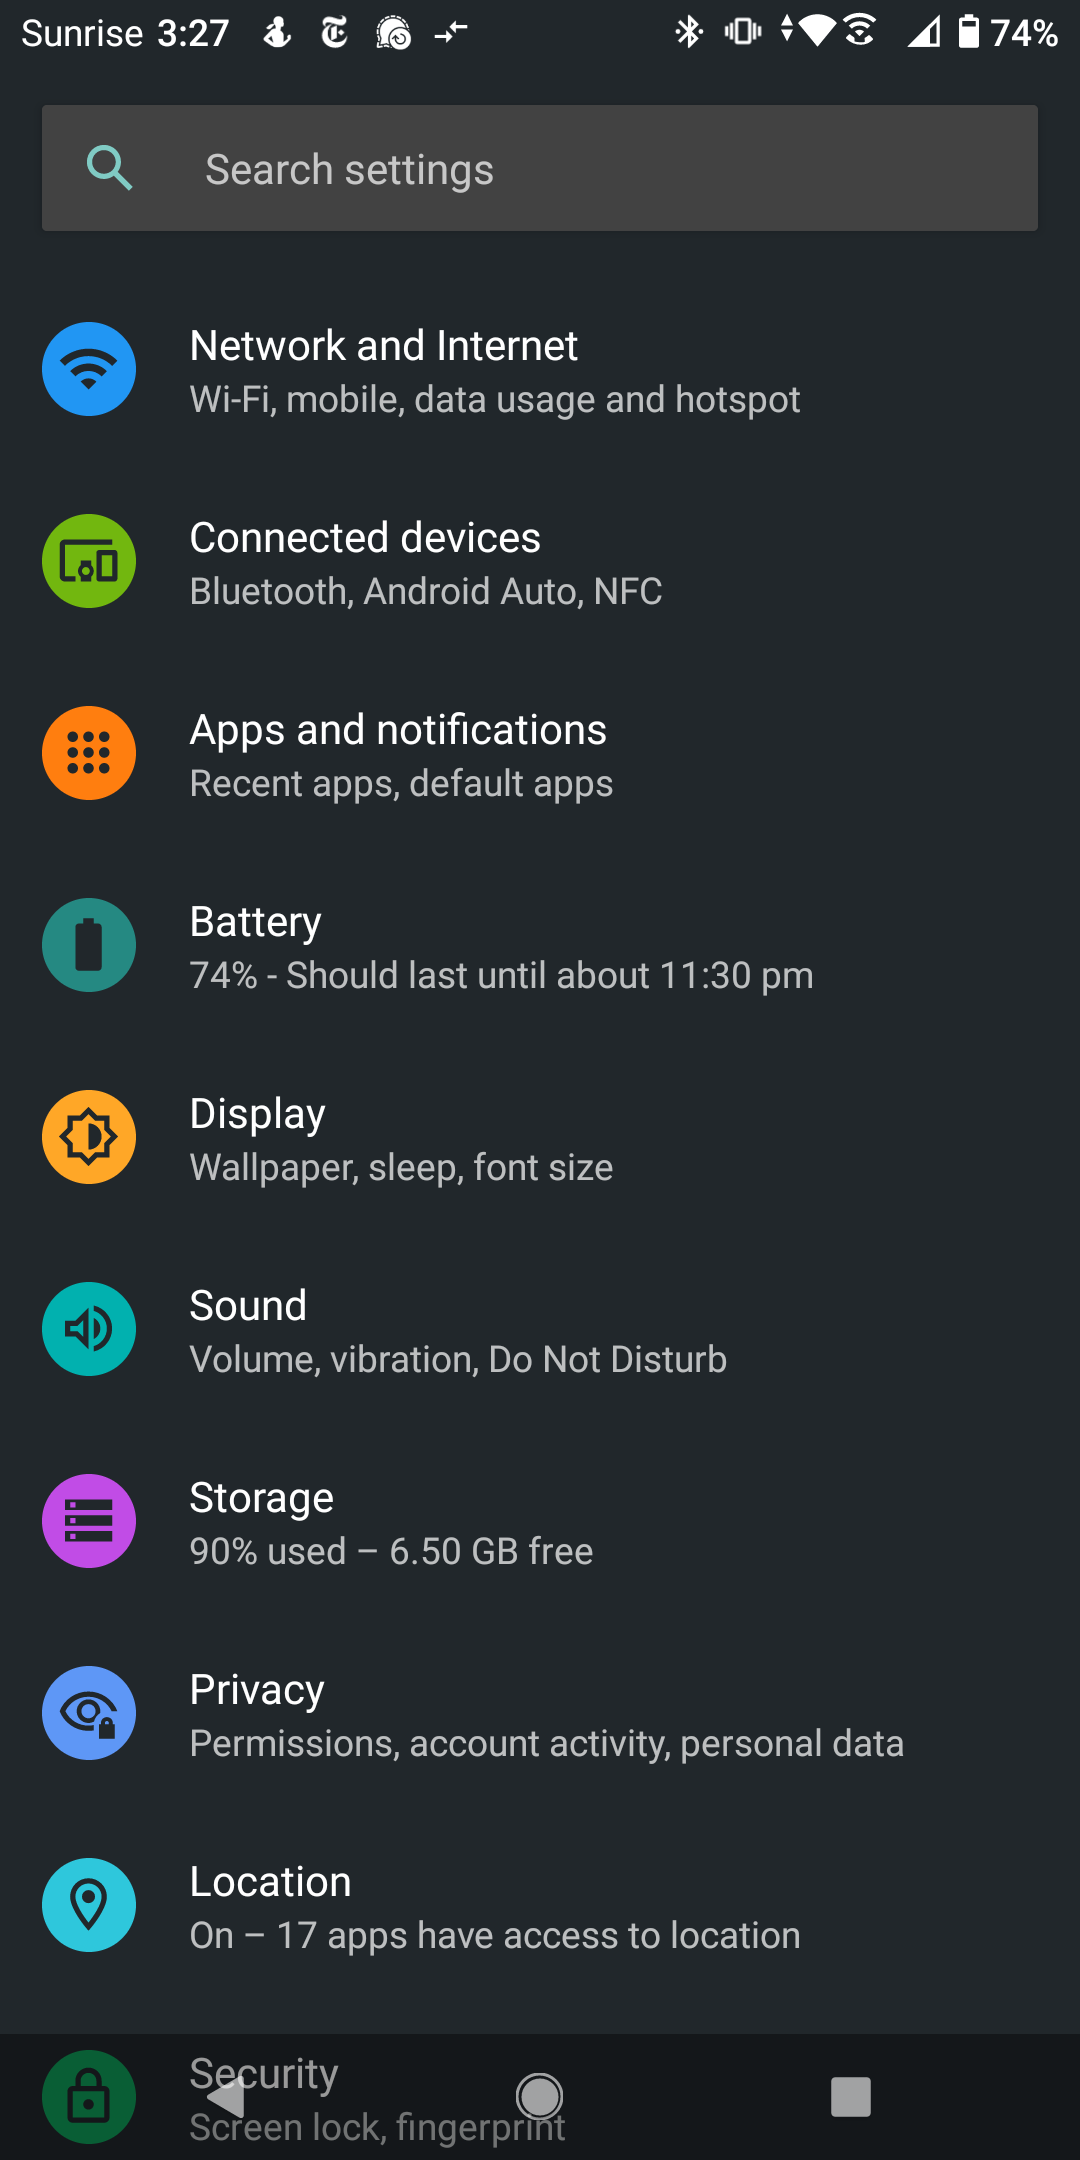 Sunrise 3:27 74%
Search settings
Network and Internet
Wi-Fi, mobile, data usage and hotspot
Connected devices
Bluetooth, Android Auto, NFC
Apps and notifications
Recent apps, default apps
Battery
74% - Should last until about 11:30 pm
Display
Wallpaper, sleep, font size
Sound
Volume, vibration, Do Not Disturb
Storage
90% used – 6.50 GB free
Privacy
Permissions, account activity, personal data
Location
On – 17 apps have access to location
Security
Screen lock, fingerprint